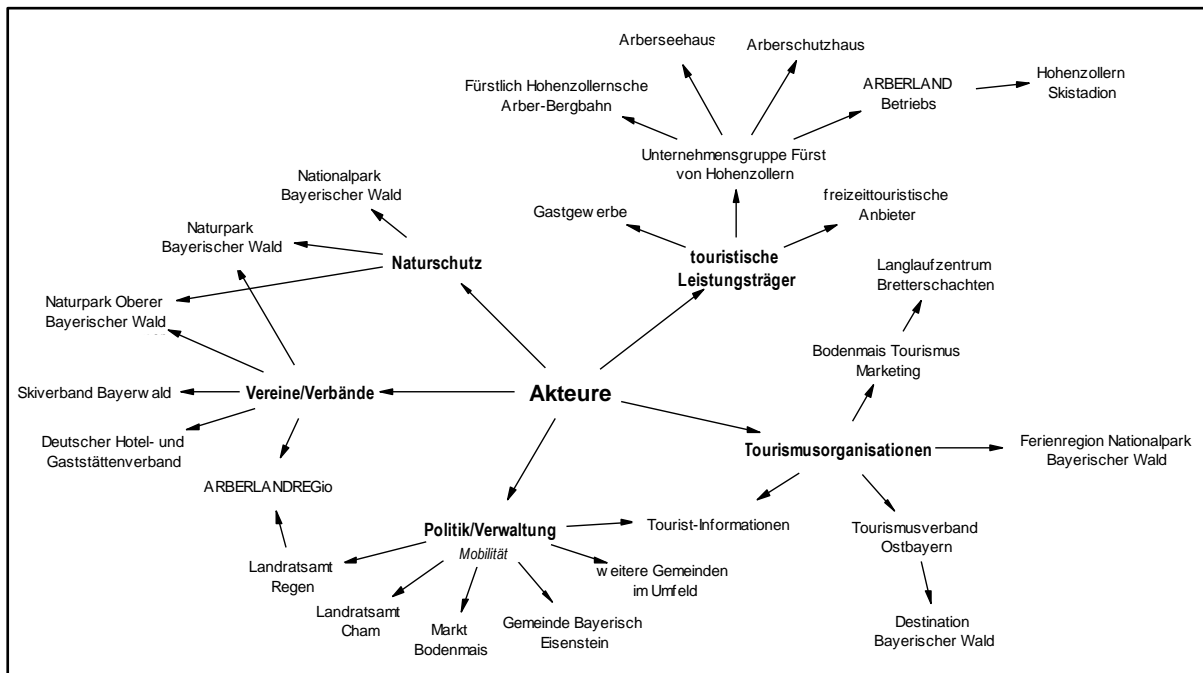 Arberseehaus
Arberschutzhaus
Fürstlich Hohenzollernsche
Arber-Bergbahn
ARBERLAND
Betriebs
Hohenzollern
Skistadion
Unternehmensgruppe Fürst
von Hohenzollern
Nationalpark
Bayerischer Wald
Gastgewerbe
freizeittouristische
Anbieter
Naturpark
Bayerischer Wald
Naturschutz
touristische
Leistungsträger
Langlaufzentrum
Bretterschachten
Naturpark Oberer
Bayerischer Wald
Bodenmais Tourismus
Marketing
Skiverband Bayerwald
Vereine/Verbände
Akteure
Deutscher Hotel- und
Gaststättenverband
Tourismusorganisationen
Ferienregion Nationalpark
Bayerischer Wald
ARBERLANDREGio
Politik/Verwaltung
Mobilität
Tourist-Informationen
Tourismusverband
Ostbayern
Landratsamt
Regen
weitere Gemeinden
im Umfeld
Landratsamt
Cham
Markt
Bodenmais
Gemeinde Bayerisch
Eisenstein
Destination
Bayerischer Wald